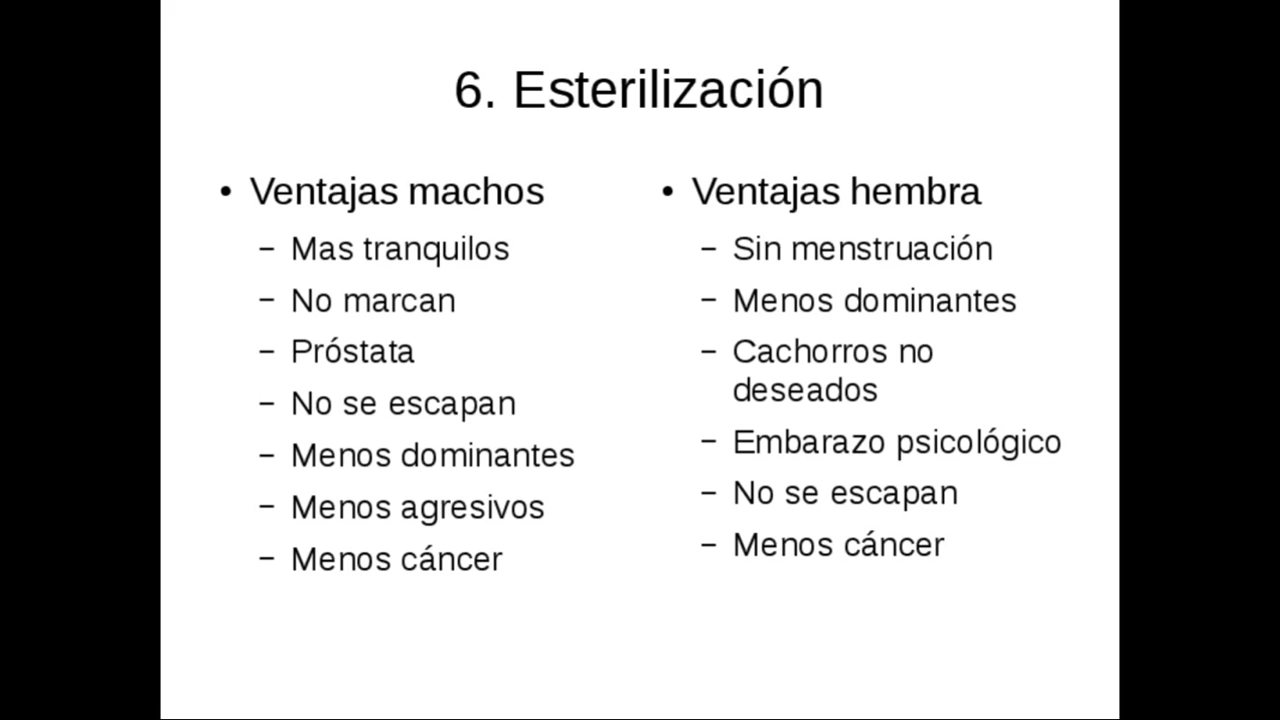 6. Esterilización
• Ventajas machos
– Mas tranquilos
– No marcan
– Próstata
– No se escapan
– Menos dominantes
– Menos agresivos
– Menos cáncer
• Ventajas hembra
– Sin menstruación
– Menos dominantes
– Cachorros no
deseados
– Embarazo psicológico
– No se escapan
– Menos cáncer